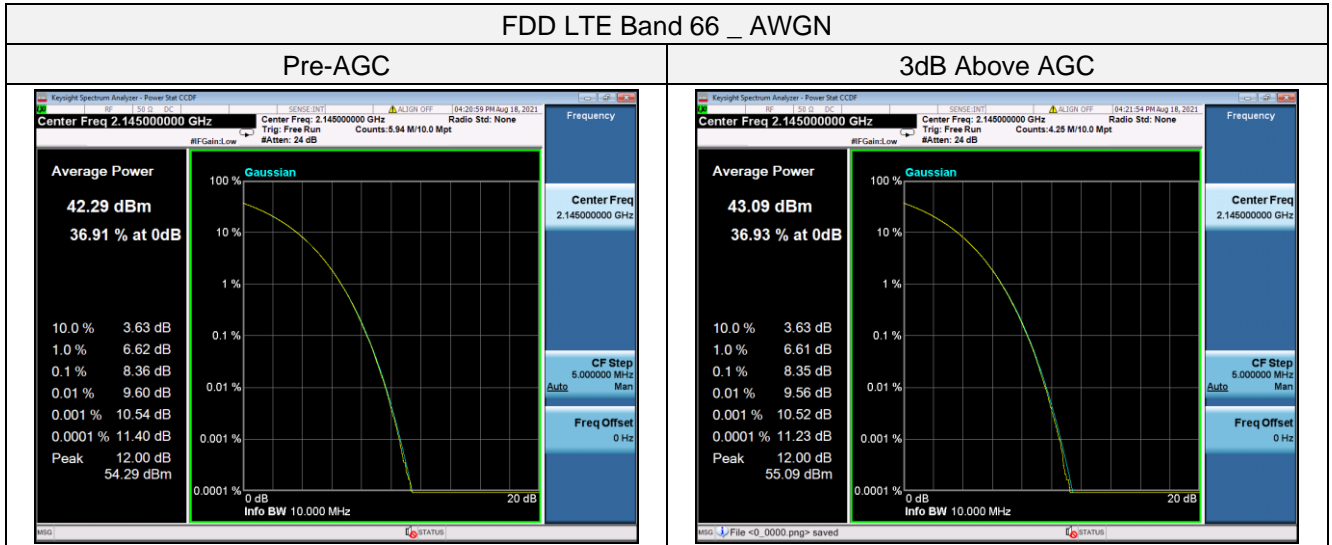 FDD LTE Band 66 _ AWGN
Pre-AGC
3dB Above AGC
Keysight Spectrum Analyzer - Power Stat CCDF
RF 50 Ω DC SENSE:INT ALIGN OFF 04:20:59 PM Aug 18, 2021
Center Freq 2.145000000 GHz
Center Freq: 2.145000000 GHz Radio Std: None
Trig: Free Run Counts:5.94 M/10.0 Mpt
#IFGain:Low #Atten: 24 dB
Frequency
Average Power
42.29 dBm
36.91 % at 0dB
10.0 % 3.63 dB
1.0 % 6.62 dB
0.1 % 8.36 dB
0.01 % 9.60 dB
0.001 % 10.54 dB
0.0001 % 11.40 dB
Peak 12.00 dB
54.29 dBm
Gaussian
100 %
10 %
1 %
0.1 %
0.01 %
0.001 %
0.0001 %
0 dB 20 dB
Info BW 10.000 MHz
Center Freq
2.145000000 GHz
CF Step
5.000000 MHz
Auto Man
Freq Offset
0 Hz
MSG STATUS
Keysight Spectrum Analyzer - Power Stat CCDF
RF 50 Ω DC SENSE:INT ALIGN OFF 04:21:54 PM Aug 18, 2021
Center Freq 2.145000000 GHz
Center Freq: 2.145000000 GHz Radio Std: None
Trig: Free Run Counts:4.25 M/10.0 Mpt
#IFGain:Low #Atten: 24 dB
Frequency
Average Power
43.09 dBm
36.93 % at 0dB
10.0 % 3.63 dB
1.0 % 6.61 dB
0.1 % 8.35 dB
0.01 % 9.56 dB
0.001 % 10.52 dB
0.0001 % 11.23 dB
Peak 12.00 dB
55.09 dBm
Gaussian
100 %
10 %
1 %
0.1 %
0.01 %
0.001 %
0.0001 %
0 dB 20 dB
Info BW 10.000 MHz
Center Freq
2.145000000 GHz
CF Step
5.000000 MHz
Auto Man
Freq Offset
0 Hz
MSG File <0_0000.png> saved STATUS